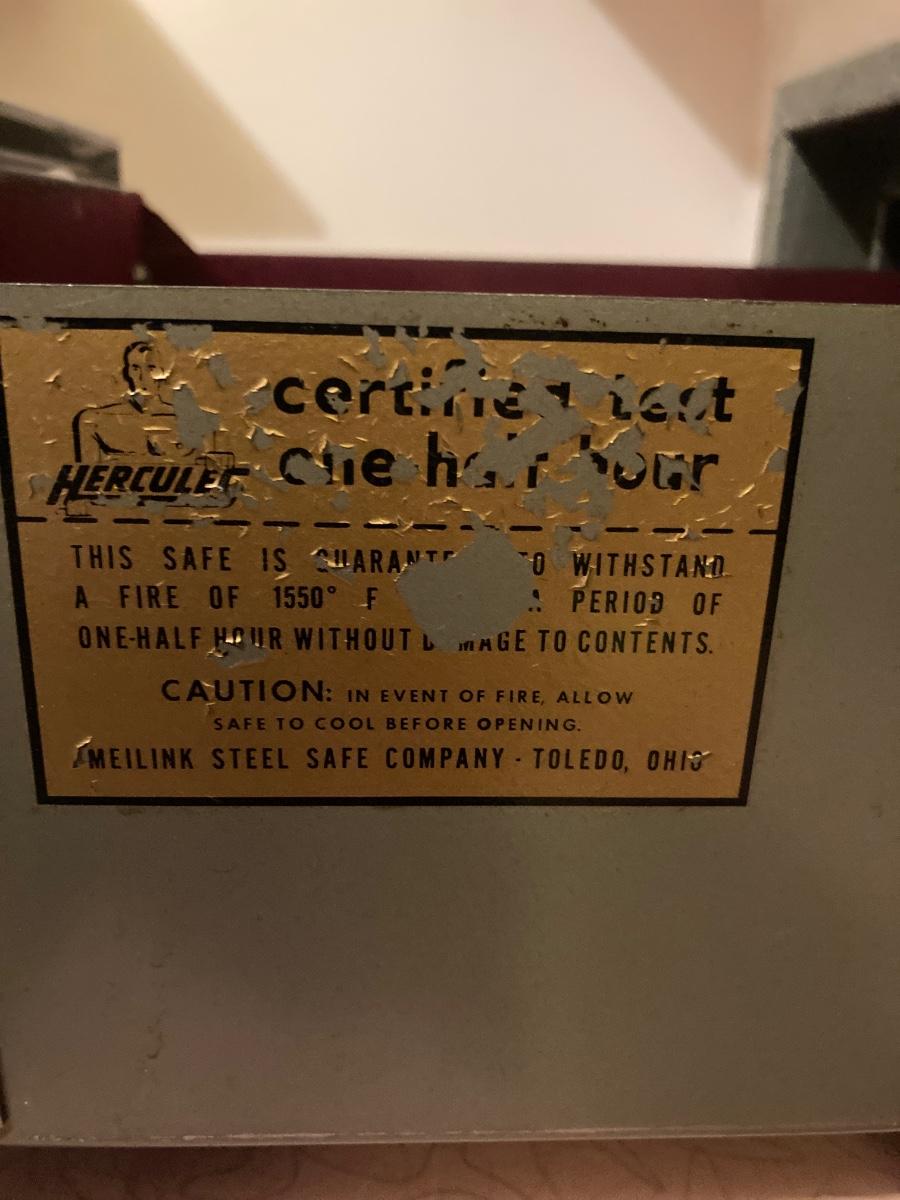 certified test
HERCULES one half hour
THIS SAFE IS GUARANTEED TO WITHSTAND
A FIRE OF 1550° F A PERIOD OF
ONE-HALF HOUR WITHOUT DAMAGE TO CONTENTS.
CAUTION: IN EVENT OF FIRE, ALLOW
SAFE TO COOL BEFORE OPENING.
MEILINK STEEL SAFE COMPANY · TOLEDO, OHIO